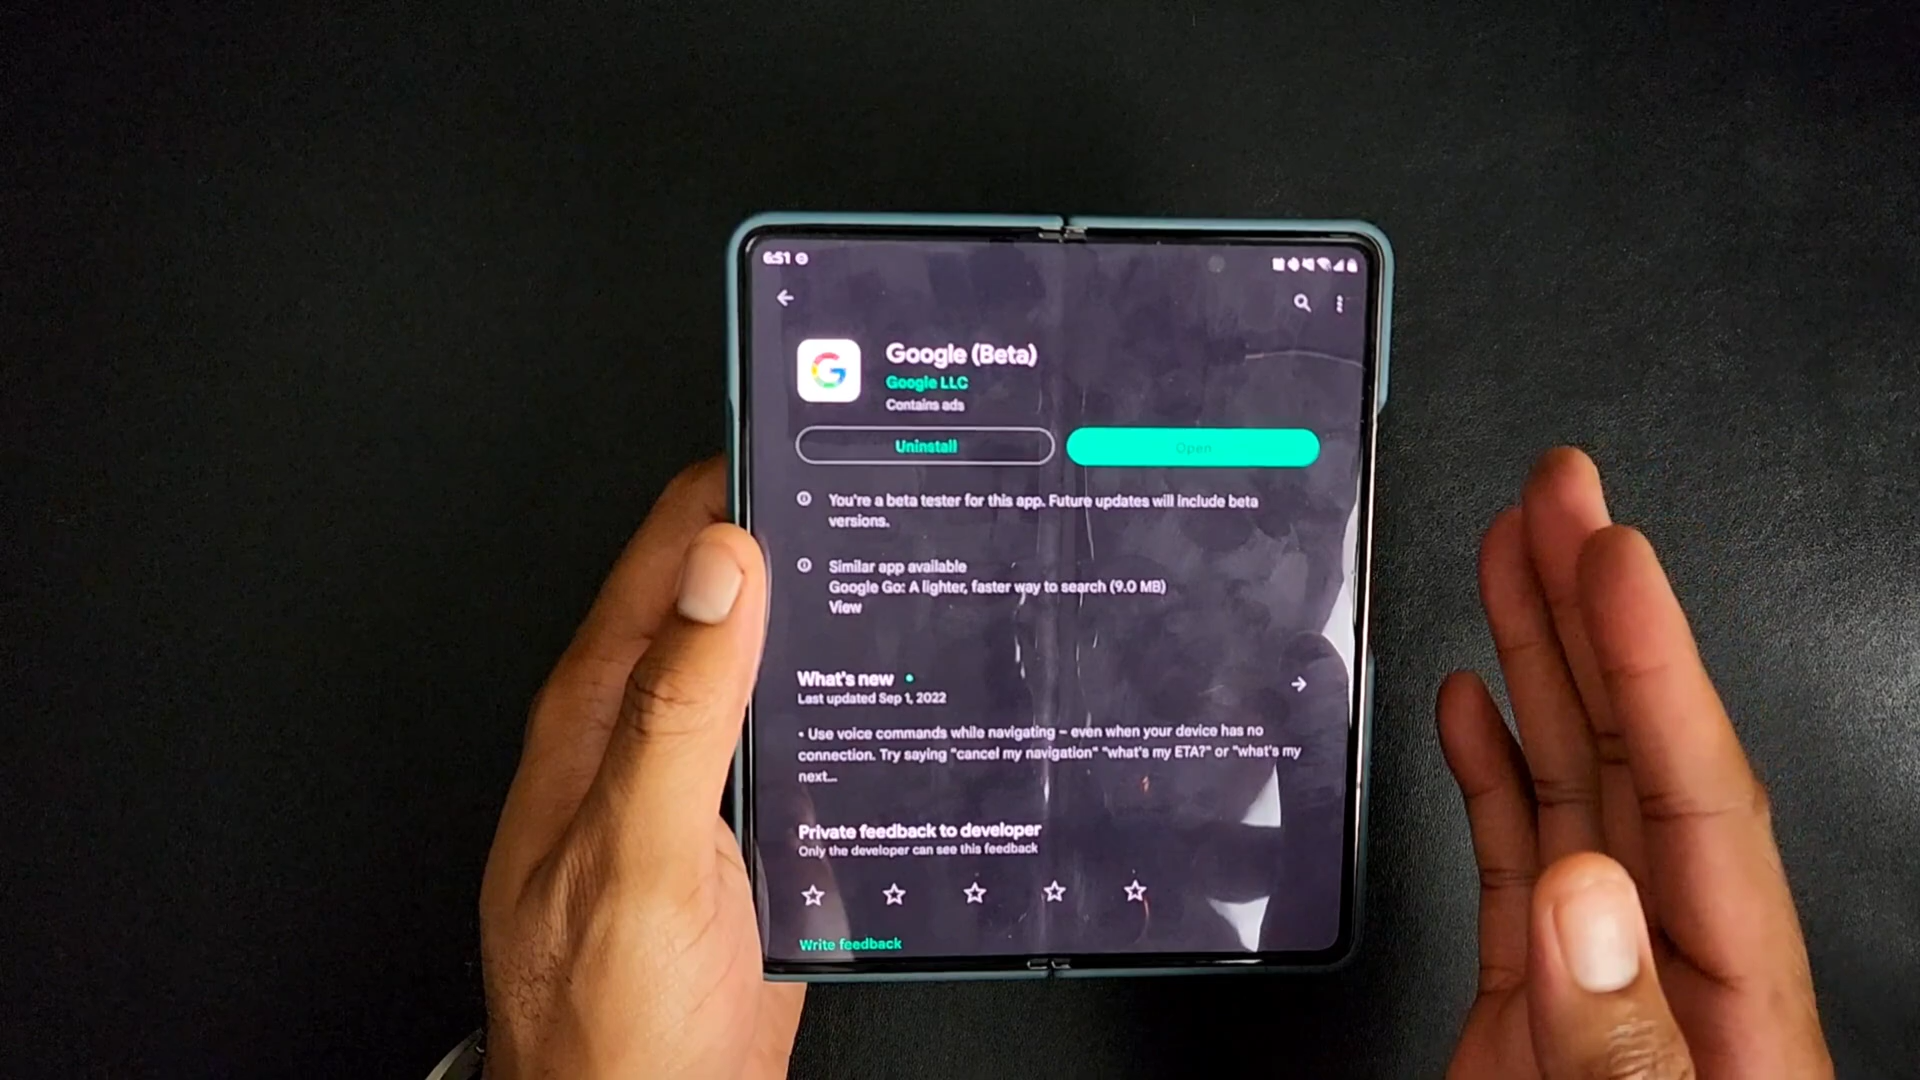 6:51
Google (Beta)
Google LLC
Contains ads
Uninstall
Open
You're a beta tester for this app. Future updates will include beta
versions.
Similar app available
Google Go: A lighter, faster way to search (9.0 MB)
View
What's new
Last updated Sep 1, 2022
• Use voice commands while navigating – even when your device has no
connection. Try saying "cancel my navigation" "what's my ETA?" or "what's my
next...
Private feedback to developer
Only the developer can see this feedback
Write feedback